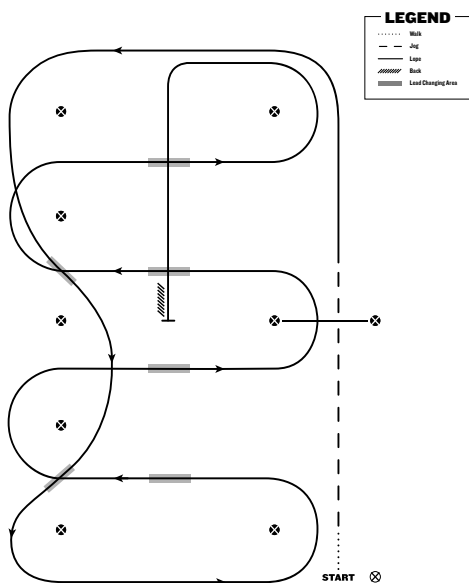 LEGEND
Walk
Jog
Lope
Back
Lead Changing Area
START